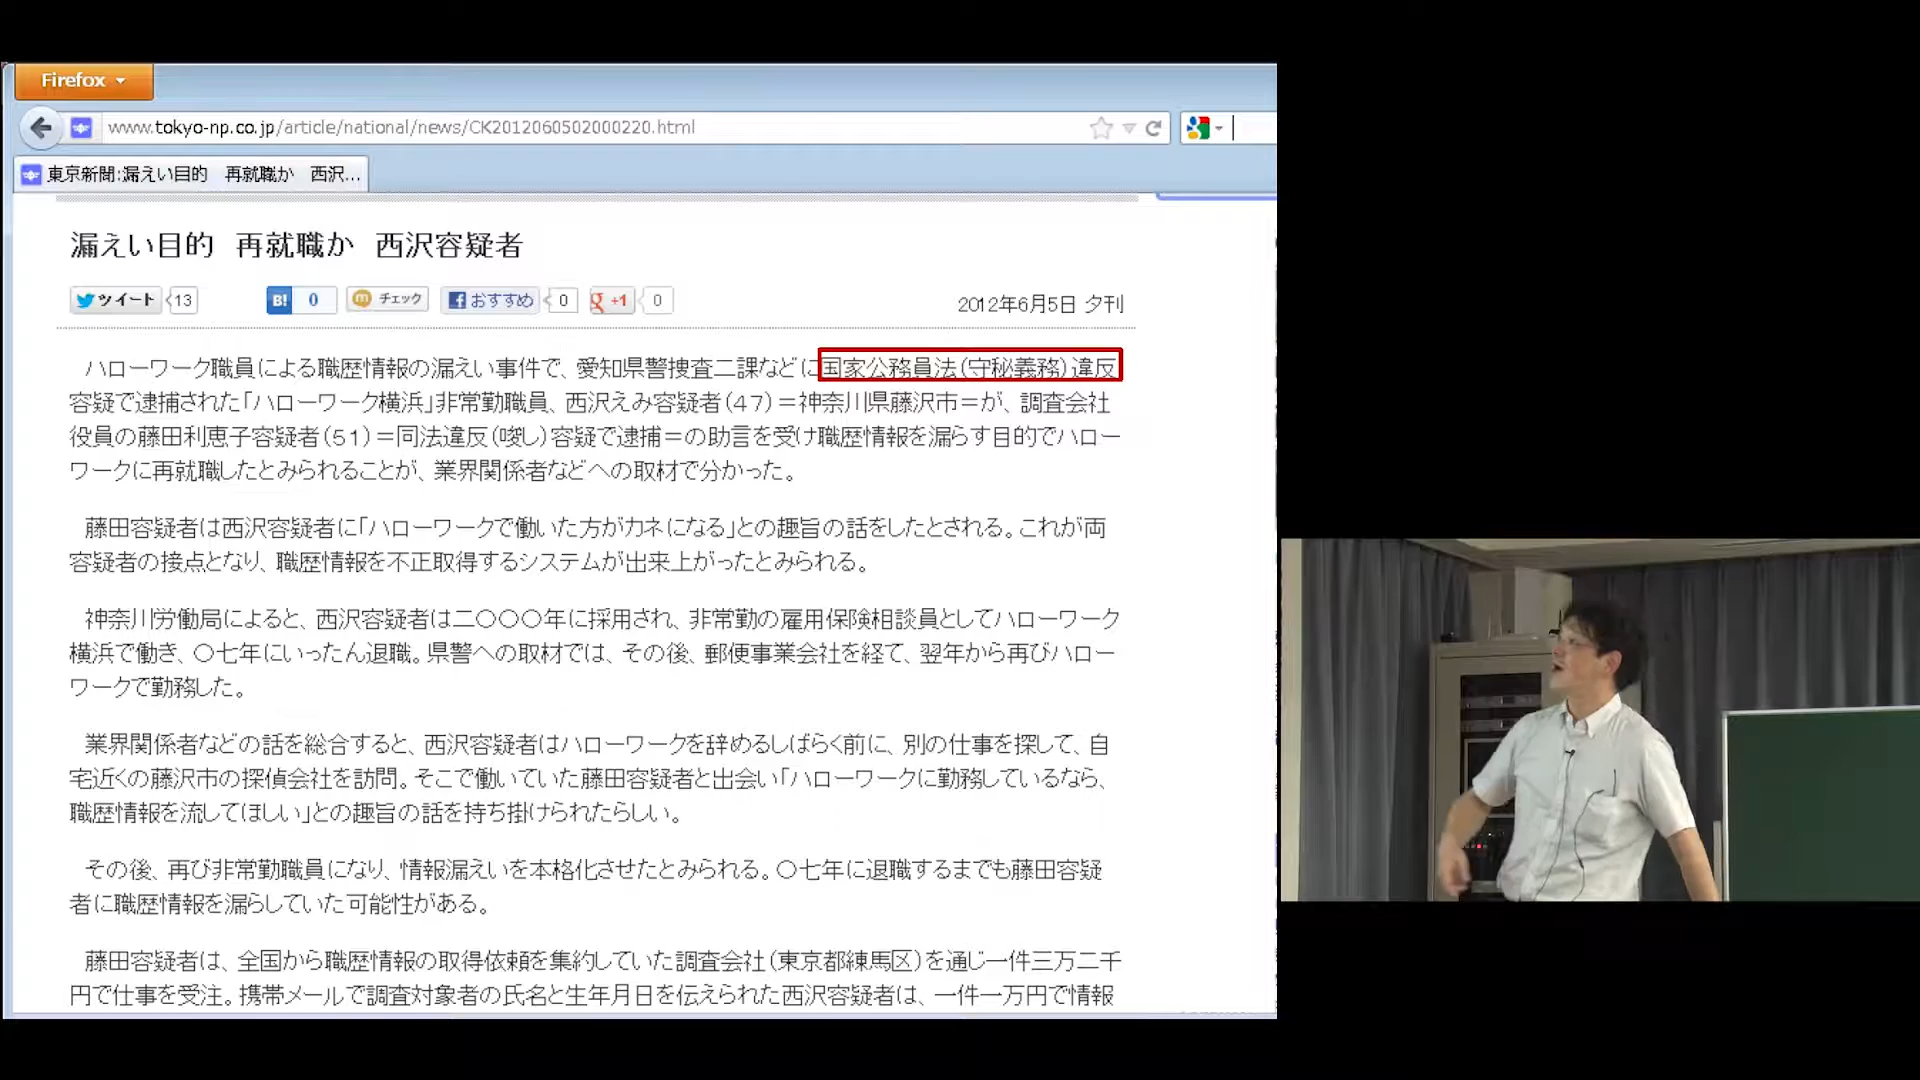 Firefox
www.tokyo-np.co.jp/article/national/news/CK2012060502000220.html
東京新聞:漏えい目的 再就職か 西沢...
漏えい目的 再就職か 西沢容疑者
ツイート 13 B! 0 チェック おすすめ 0 +1 0
2012年6月5日 夕刊
ハローワーク職員による職歴情報の漏えい事件で、愛知県警捜査二課などに国家公務員法（守秘義務）違反
容疑で逮捕された「ハローワーク横浜」非常勤職員、西沢えみ容疑者（４７）＝神奈川県藤沢市＝が、調査会社
役員の藤田利恵子容疑者（５１）＝同法違反（唆し）容疑で逮捕＝の助言を受け職歴情報を漏らす目的でハロー
ワークに再就職したとみられることが、業界関係者などへの取材で分かった。
藤田容疑者は西沢容疑者に「ハローワークで働いた方がカネになる」との趣旨の話をしたとされる。これが両
容疑者の接点となり、職歴情報を不正取得するシステムが出来上がったとみられる。
神奈川労働局によると、西沢容疑者は二〇〇〇年に採用され、非常勤の雇用保険相談員としてハローワーク
横浜で働き、〇七年にいったん退職。県警への取材では、その後、郵便事業会社を経て、翌年から再びハロー
ワークで勤務した。
業界関係者などの話を総合すると、西沢容疑者はハローワークを辞めるしばらく前に、別の仕事を探して、自
宅近くの藤沢市の探偵会社を訪問。そこで働いていた藤田容疑者と出会い「ハローワークに勤務しているなら、
職歴情報を流してほしい」との趣旨の話を持ち掛けられたらしい。
その後、再び非常勤職員になり、情報漏えいを本格化させたとみられる。〇七年に退職するまでも藤田容疑
者に職歴情報を漏らしていた可能性がある。
藤田容疑者は、全国から職歴情報の取得依頼を集約していた調査会社（東京都練馬区）を通じ一件三万二千
円で仕事を受注。携帯メールで調査対象者の氏名と生年月日を伝えられた西沢容疑者は、一件一万円で情報